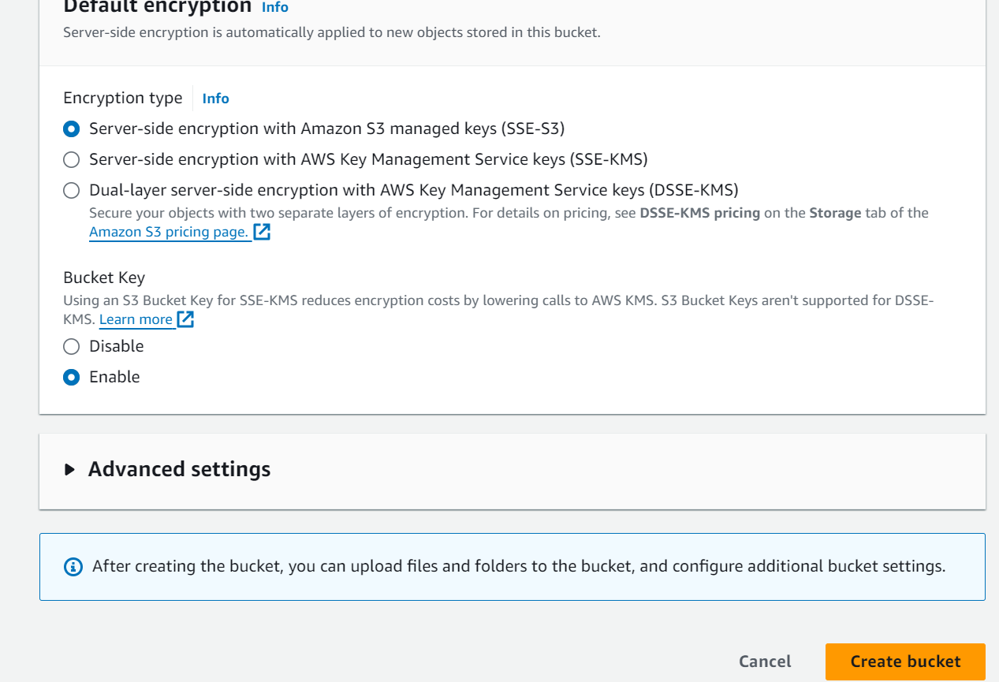 Default encryption Info
Server-side encryption is automatically applied to new objects stored in this bucket.
Encryption type Info
Server-side encryption with Amazon S3 managed keys (SSE-S3)
Server-side encryption with AWS Key Management Service keys (SSE-KMS)
Dual-layer server-side encryption with AWS Key Management Service keys (DSSE-KMS)
Secure your objects with two separate layers of encryption. For details on pricing, see DSSE-KMS pricing on the Storage tab of the
Amazon S3 pricing page.
Bucket Key
Using an S3 Bucket Key for SSE-KMS reduces encryption costs by lowering calls to AWS KMS. S3 Bucket Keys aren't supported for DSSE-
KMS. Learn more
Disable
Enable
Advanced settings
After creating the bucket, you can upload files and folders to the bucket, and configure additional bucket settings.
Cancel Create bucket